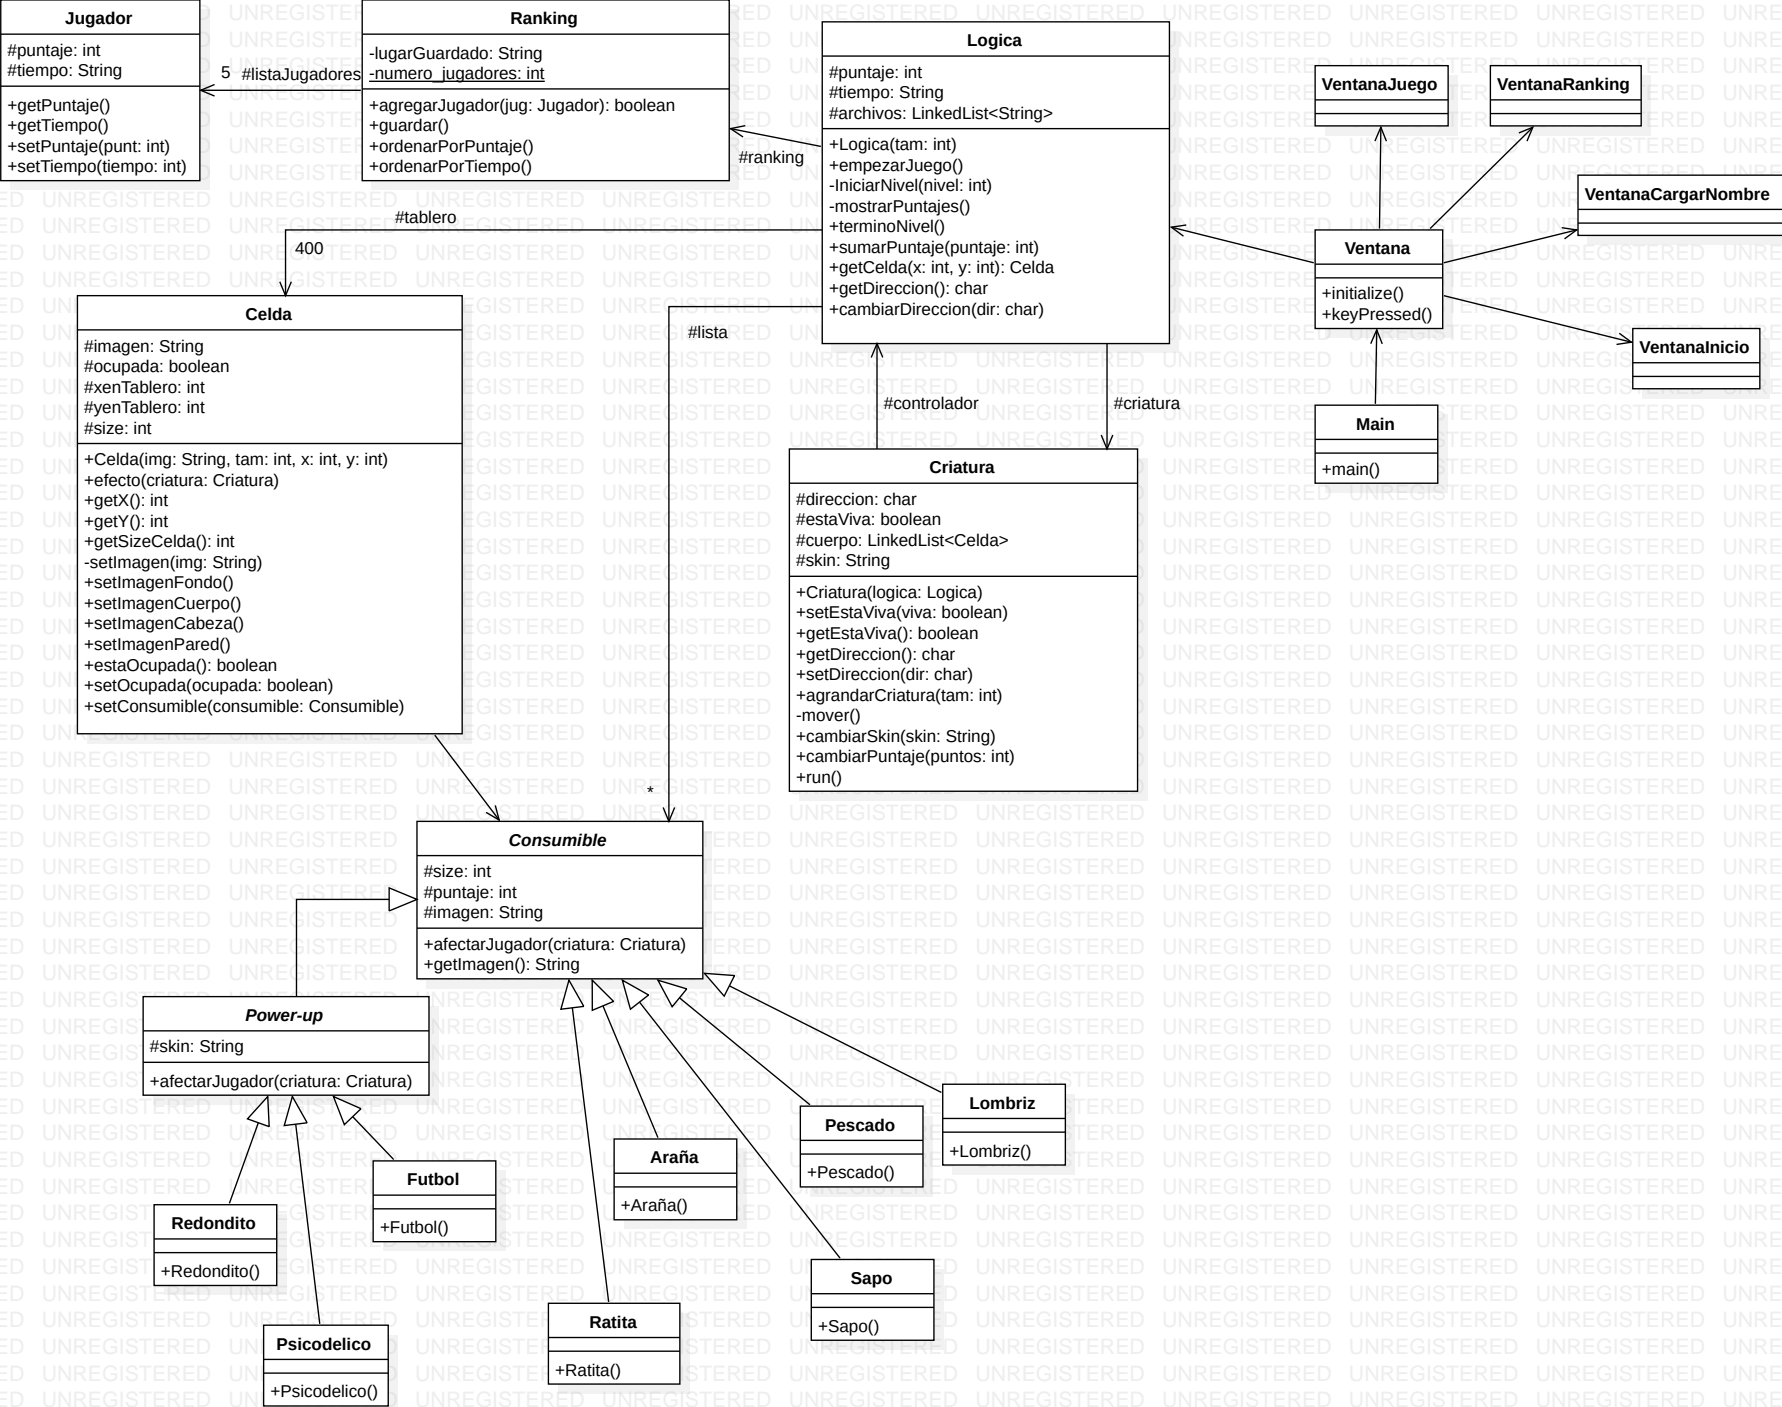 Jugador
#puntaje: int
#tiempo: String
+getPuntaje()
+getTiempo()
+setPuntaje(punt: int)
+setTiempo(tiempo: int)
5 #listaJugadores
Ranking
-lugarGuardado: String
-numero_jugadores: int
+agregarJugador(jug: Jugador): boolean
+guardar()
+ordenarPorPuntaje()
+ordenarPorTiempo()
#ranking
Logica
#puntaje: int
#tiempo: String
#archivos: LinkedList<String>
+Logica(tam: int)
+empezarJuego()
-IniciarNivel(nivel: int)
-mostrarPuntajes()
+terminoNivel()
+sumarPuntaje(puntaje: int)
+getCelda(x: int, y: int): Celda
+getDireccion(): char
+cambiarDireccion(dir: char)
VentanaJuego
VentanaRanking
VentanaCargarNombre
Ventana
+initialize()
+keyPressed()
VentanaInicio
Main
+main()
#tablero
400
#lista
*
#controlador
#criatura
Celda
#imagen: String
#ocupada: boolean
#xenTablero: int
#yenTablero: int
#size: int
+Celda(img: String, tam: int, x: int, y: int)
+efecto(criatura: Criatura)
+getX(): int
+getY(): int
+getSizeCelda(): int
-setImagen(img: String)
+setImagenFondo()
+setImagenCuerpo()
+setImagenCabeza()
+setImagenPared()
+estaOcupada(): boolean
+setOcupada(ocupada: boolean)
+setConsumible(consumible: Consumible)
Criatura
#direccion: char
#estaViva: boolean
#cuerpo: LinkedList<Celda>
#skin: String
+Criatura(logica: Logica)
+setEstaViva(viva: boolean)
+getEstaViva(): boolean
+getDireccion(): char
+setDireccion(dir: char)
+agrandarCriatura(tam: int)
-mover()
+cambiarSkin(skin: String)
+cambiarPuntaje(puntos: int)
+run()
Consumible
#size: int
#puntaje: int
#imagen: String
+afectarJugador(criatura: Criatura)
+getImagen(): String
Power-up
#skin: String
+afectarJugador(criatura: Criatura)
Redondito
+Redondito()
Psicodelico
+Psicodelico()
Futbol
+Futbol()
Ratita
+Ratita()
Araña
+Araña()
Sapo
+Sapo()
Pescado
+Pescado()
Lombriz
+Lombriz()
UNREGISTERED